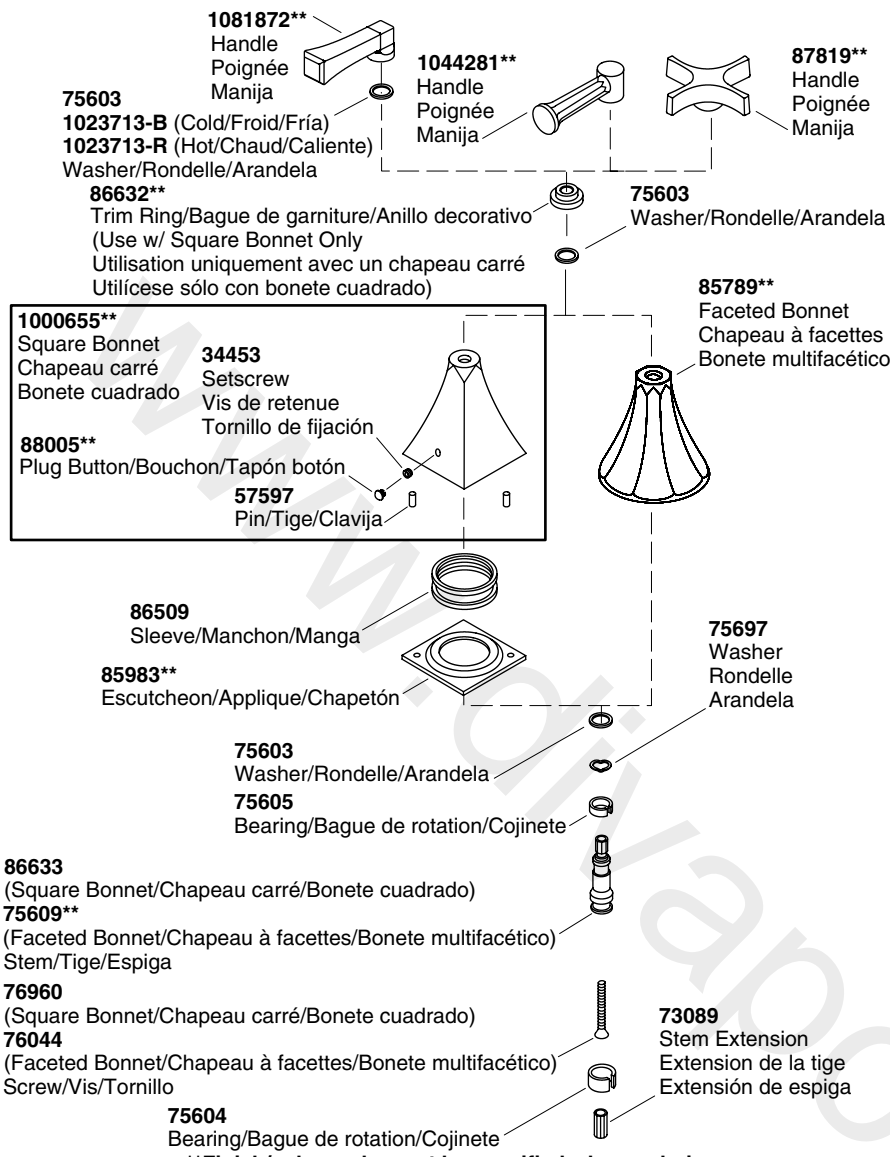 1081872**
Handle
Poignée
Manija
1044281**
Handle
Poignée
Manija
87819**
Handle
Poignée
Manija
75603
1023713-B (Cold/Froid/Fría)
1023713-R (Hot/Chaud/Caliente)
Washer/Rondelle/Arandela
86632**
Trim Ring/Bague de garniture/Anillo decorativo
(Use w/ Square Bonnet Only
Utilisation uniquement avec un chapeau carré
Utilícese sólo con bonete cuadrado)
75603
Washer/Rondelle/Arandela
85789**
Faceted Bonnet
Chapeau à facettes
Bonete multifacético
1000655**
Square Bonnet
Chapeau carré
Bonete cuadrado
34453
Setscrew
Vis de retenue
Tornillo de fijación
88005**
Plug Button/Bouchon/Tapón botón
57597
Pin/Tige/Clavija
86509
Sleeve/Manchon/Manga
85983**
Escutcheon/Applique/Chapetón
75697
Washer
Rondelle
Arandela
75603
Washer/Rondelle/Arandela
75605
Bearing/Bague de rotation/Cojinete
86633
(Square Bonnet/Chapeau carré/Bonete cuadrado)
75609**
(Faceted Bonnet/Chapeau à facettes/Bonete multifacético)
Stem/Tige/Espiga
76960
(Square Bonnet/Chapeau carré/Bonete cuadrado)
76044
(Faceted Bonnet/Chapeau à facettes/Bonete multifacético)
Screw/Vis/Tornillo
73089
Stem Extension
Extension de la tige
Extensión de espiga
75604
Bearing/Bague de rotation/Cojinete
www.divapo